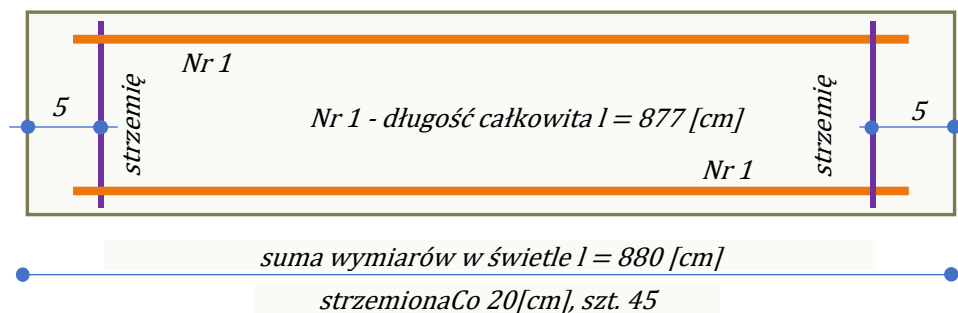 Nr 1
5
strzemię
Nr 1 - długość całkowita l = 877 [cm]
strzemię
5
Nr 1
suma wymiarów w świetle l = 880 [cm]
strzemionaCo 20[cm], szt. 45